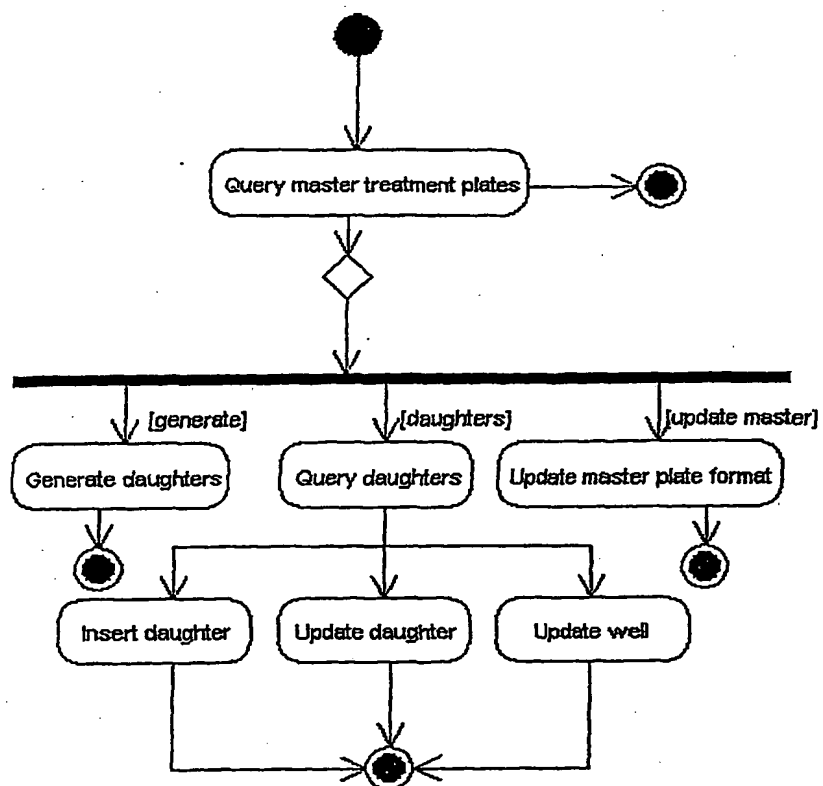 Query master treatment plates
[generate]
[daughters]
[update master]
Generate daughters
Query daughters
Update master plate format
Insert daughter
Update daughter
Update well